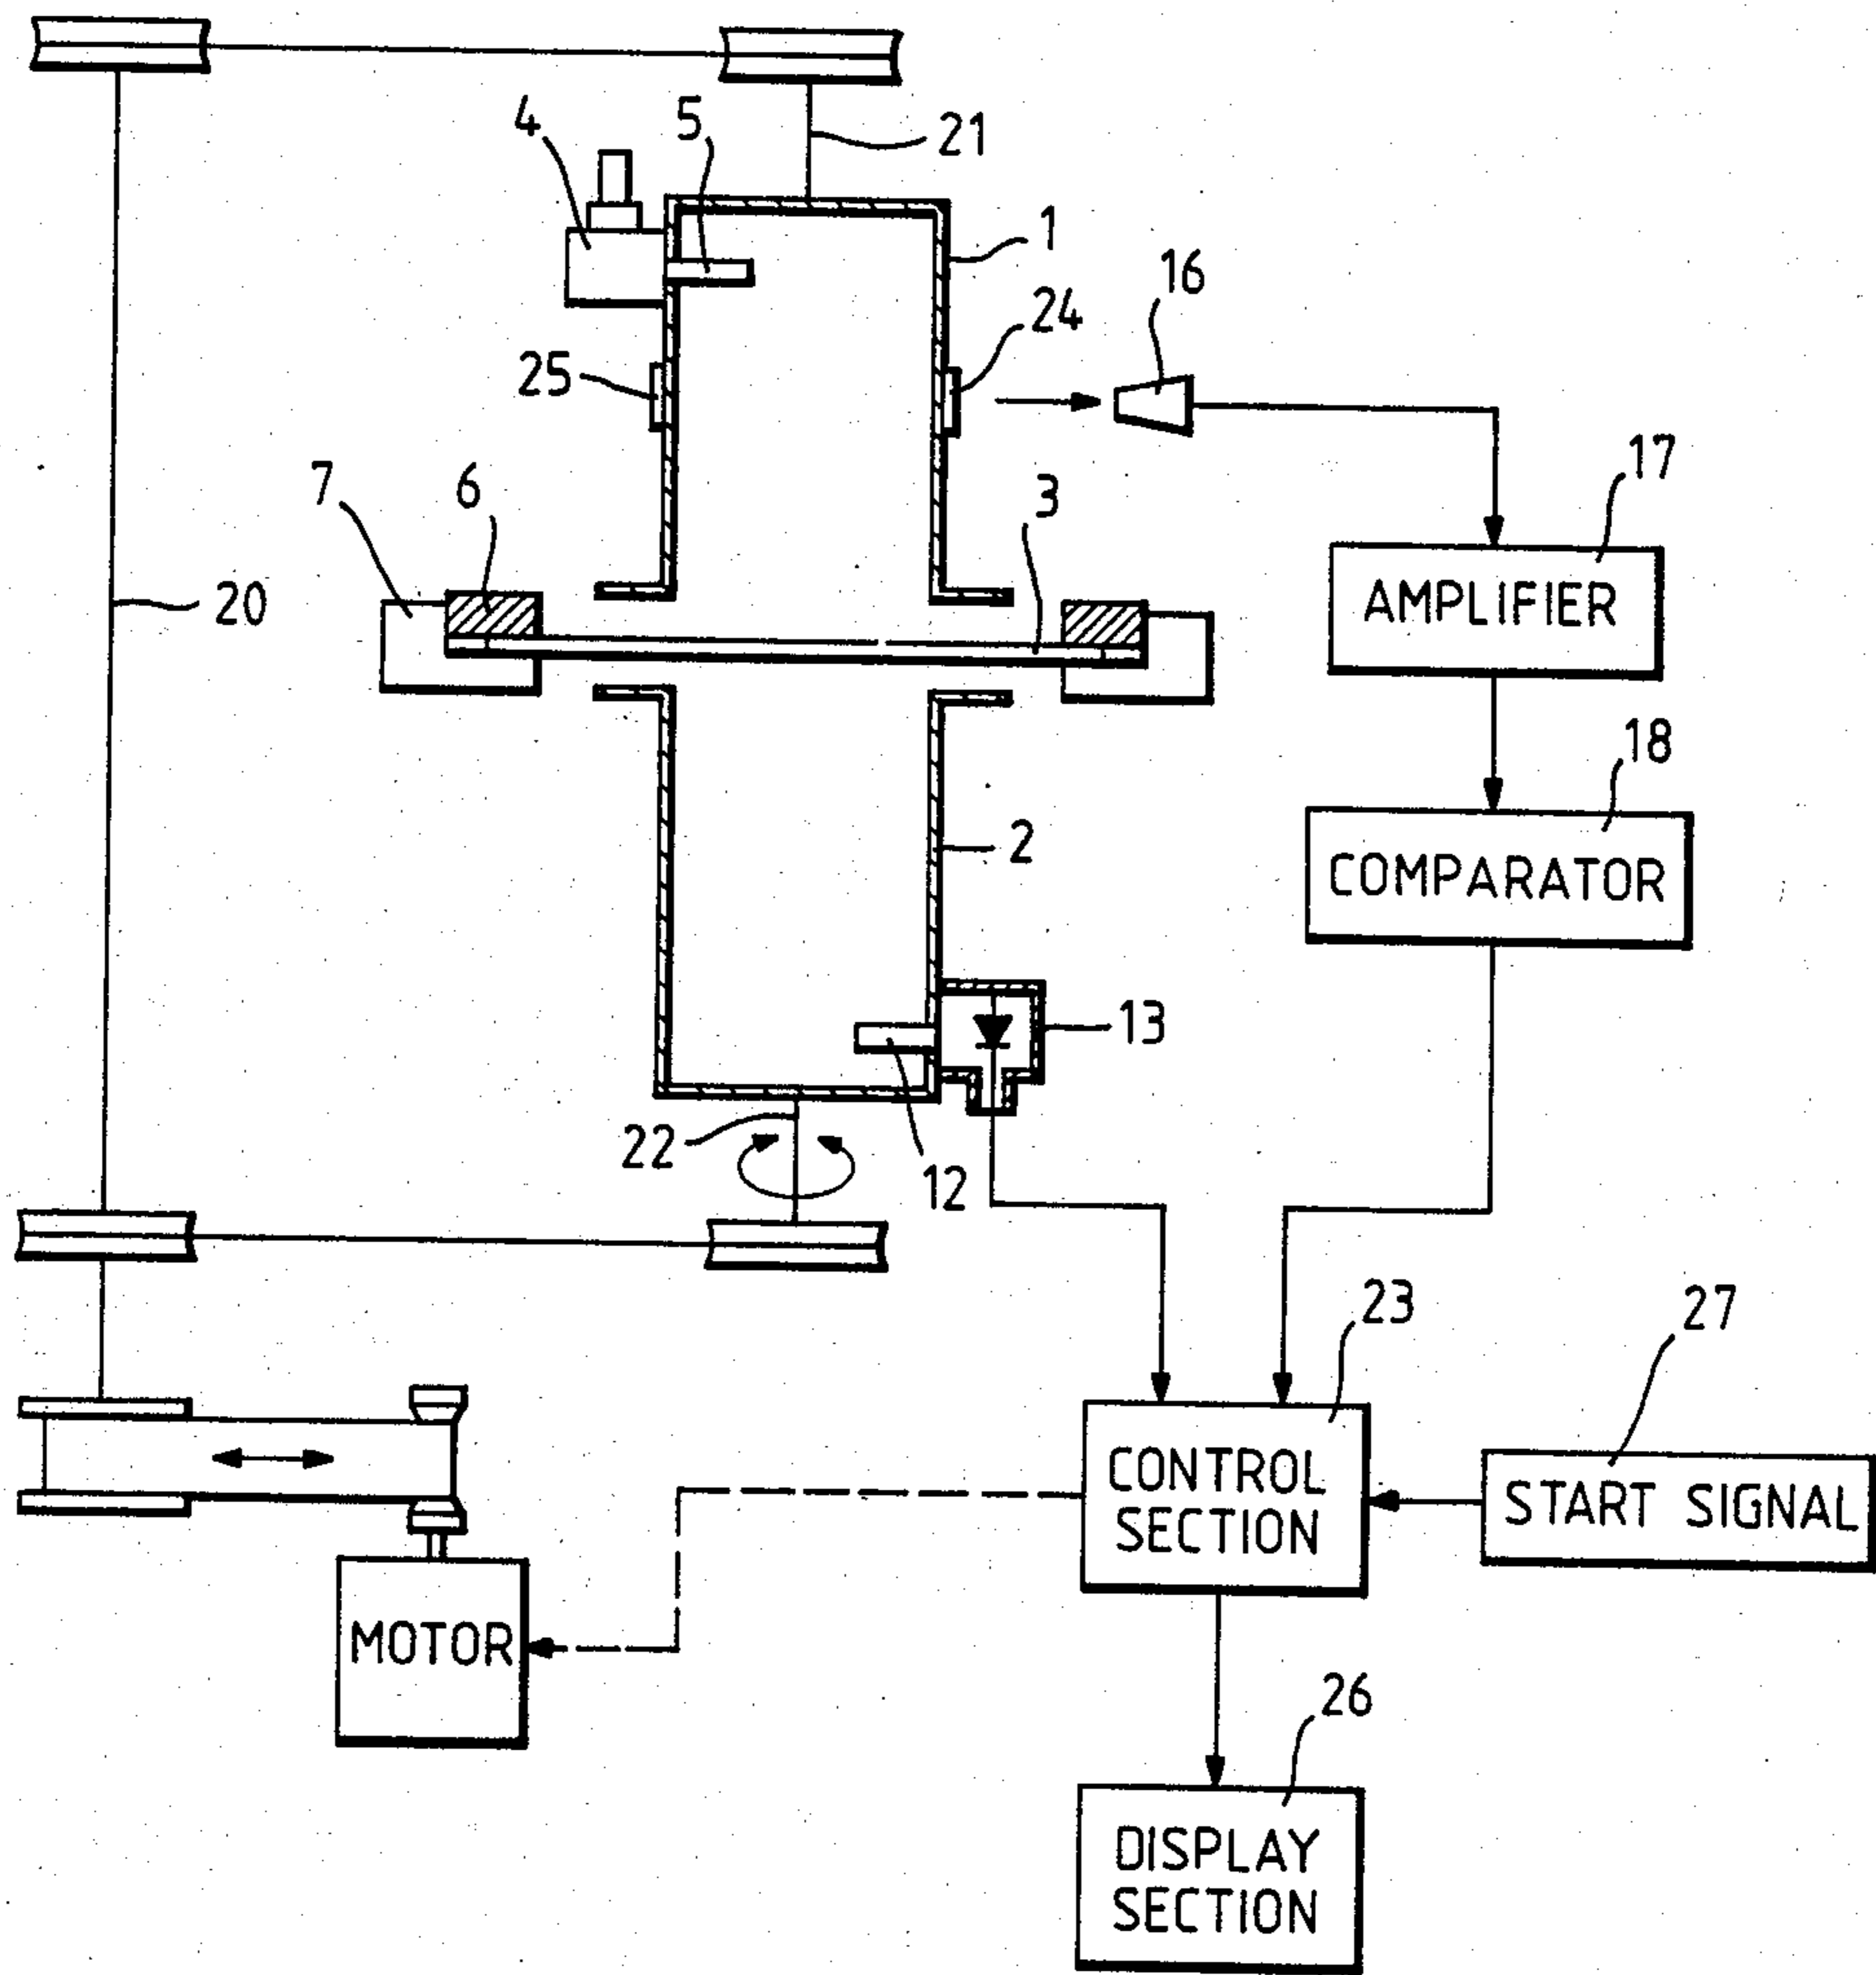 4
5
21
1
16
24
25
17
7
6
3
20
AMPLIFIER
18
2
COMPARATOR
13
22
12
23
27
CONTROL
SECTION
START SIGNAL
MOTOR
26
DISPLAY
SECTION